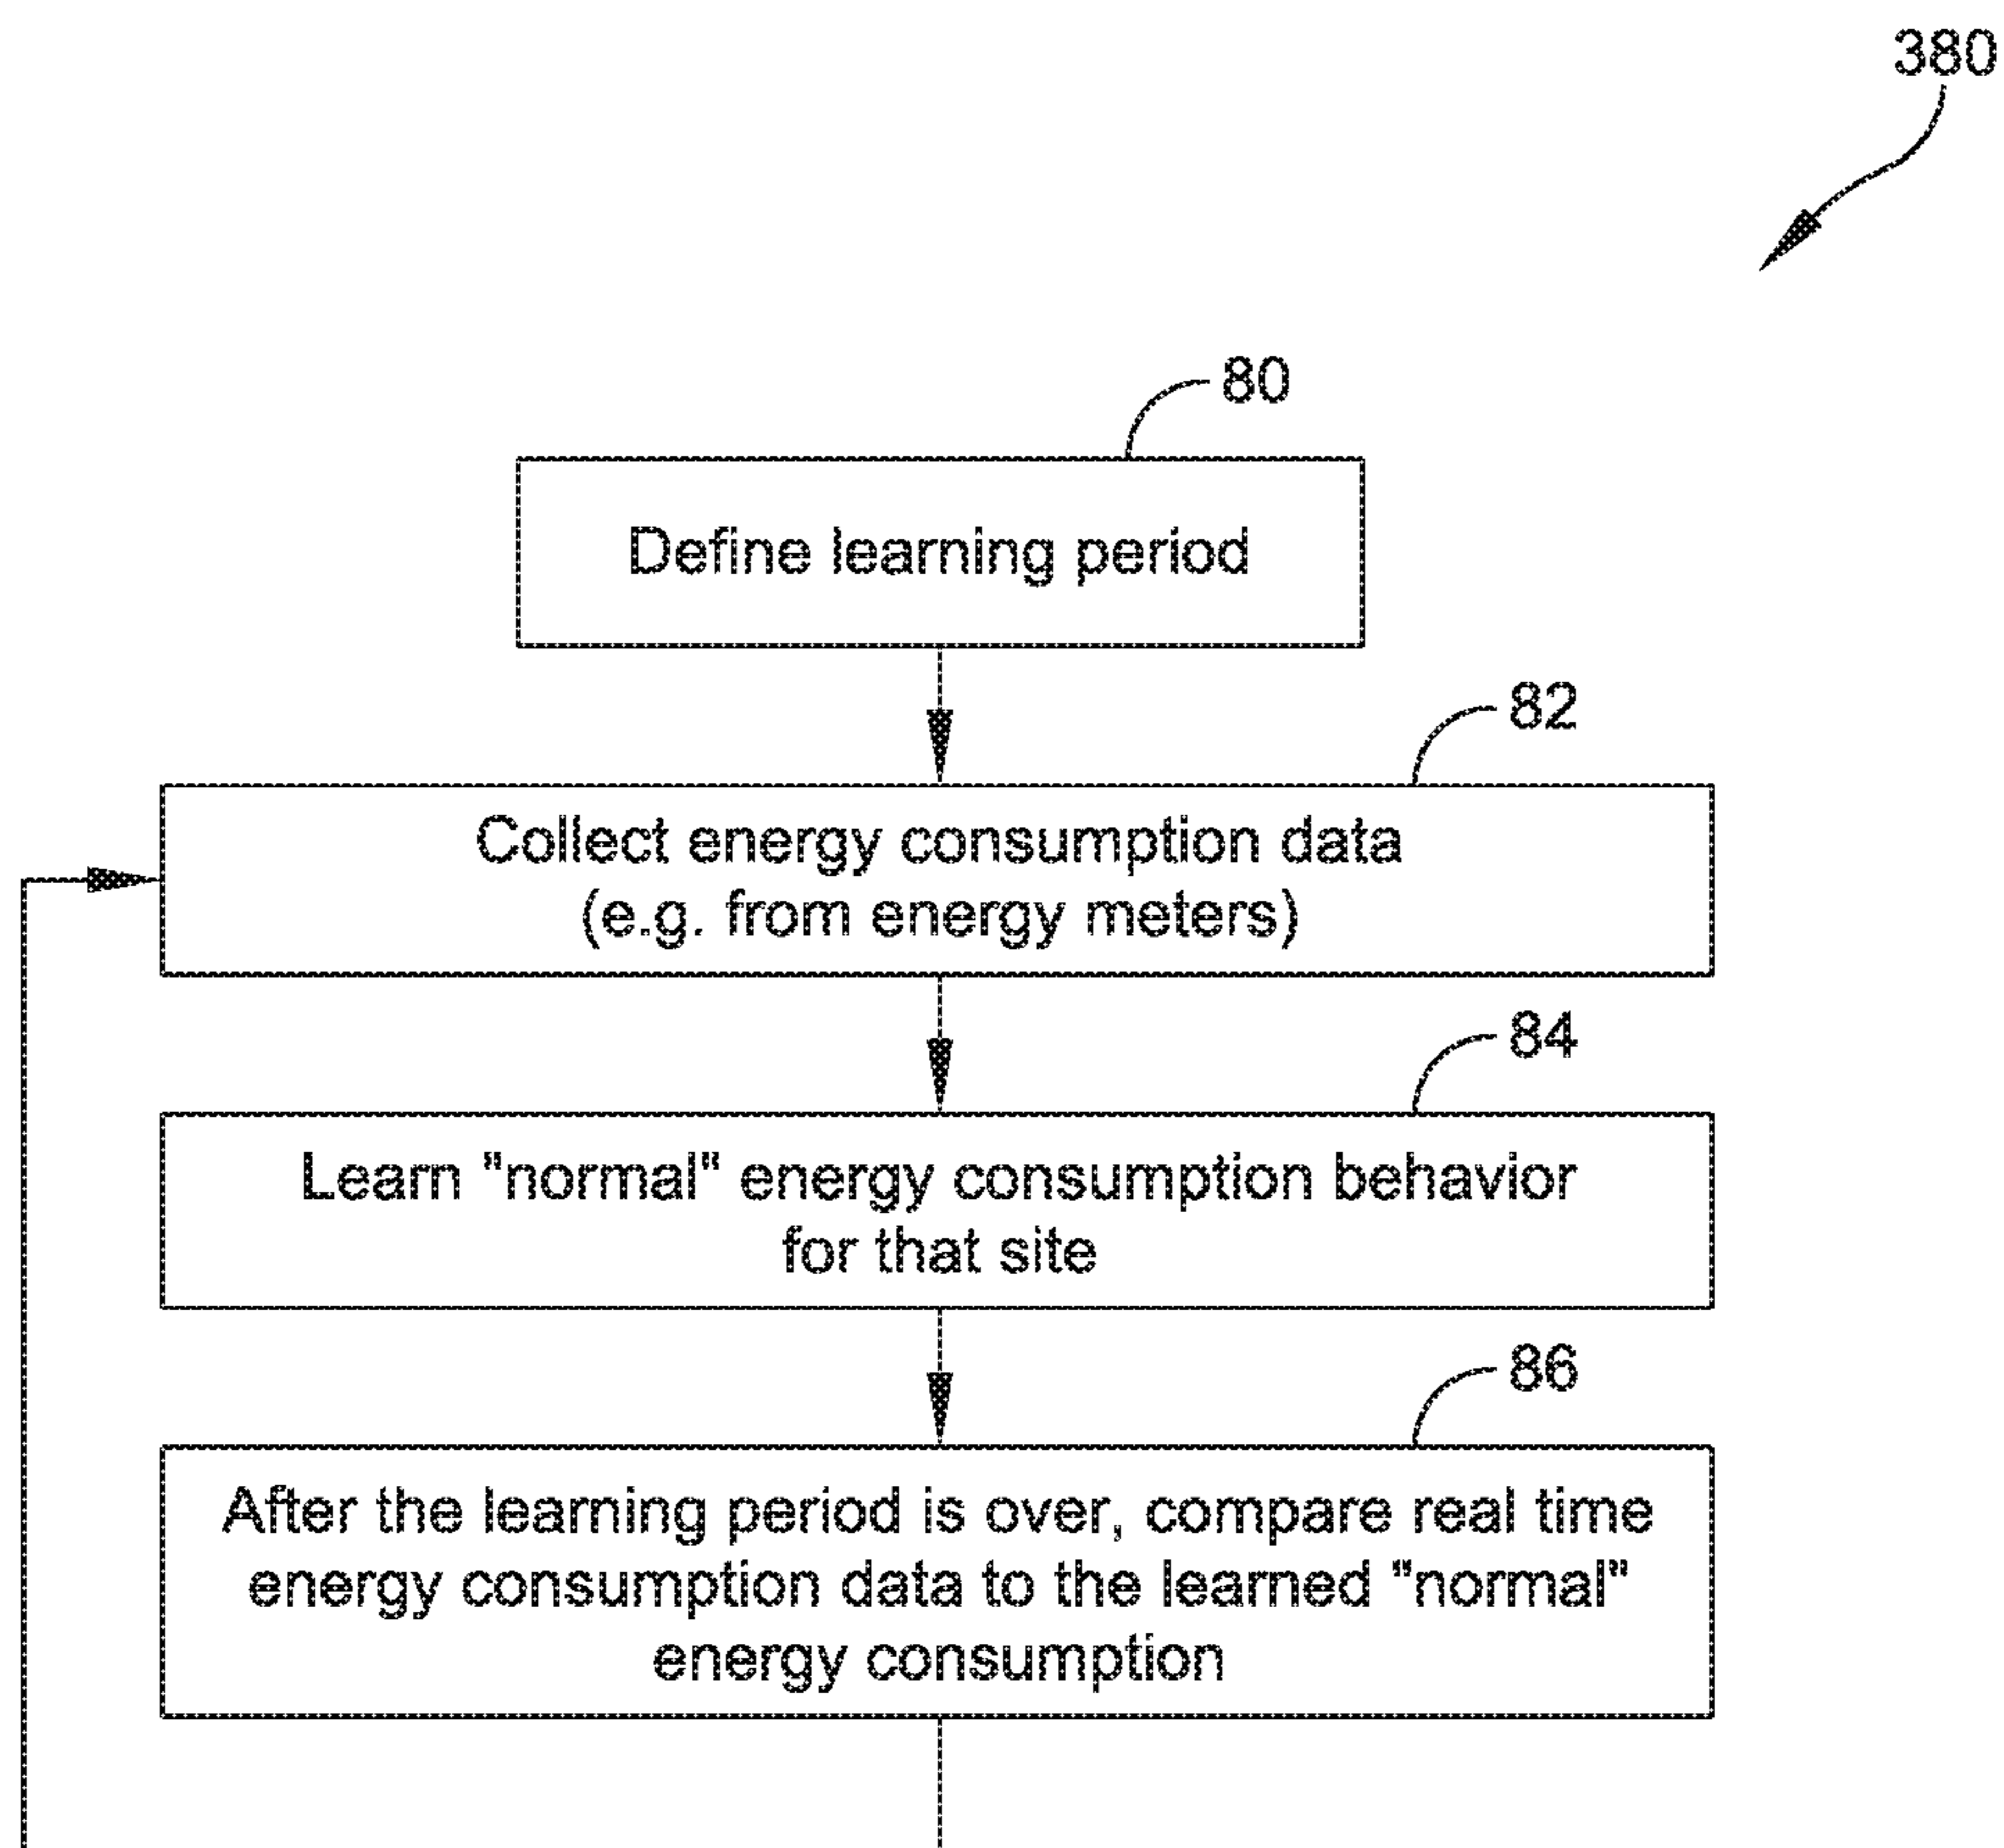 380
80
Define learning period
82
Collect energy consumption data
(e.g. from energy meters)
84
Learn "normal" energy consumption behavior
for that site
86
After the learning period is over, compare real time
energy consumption data to the learned "normal"
energy consumption